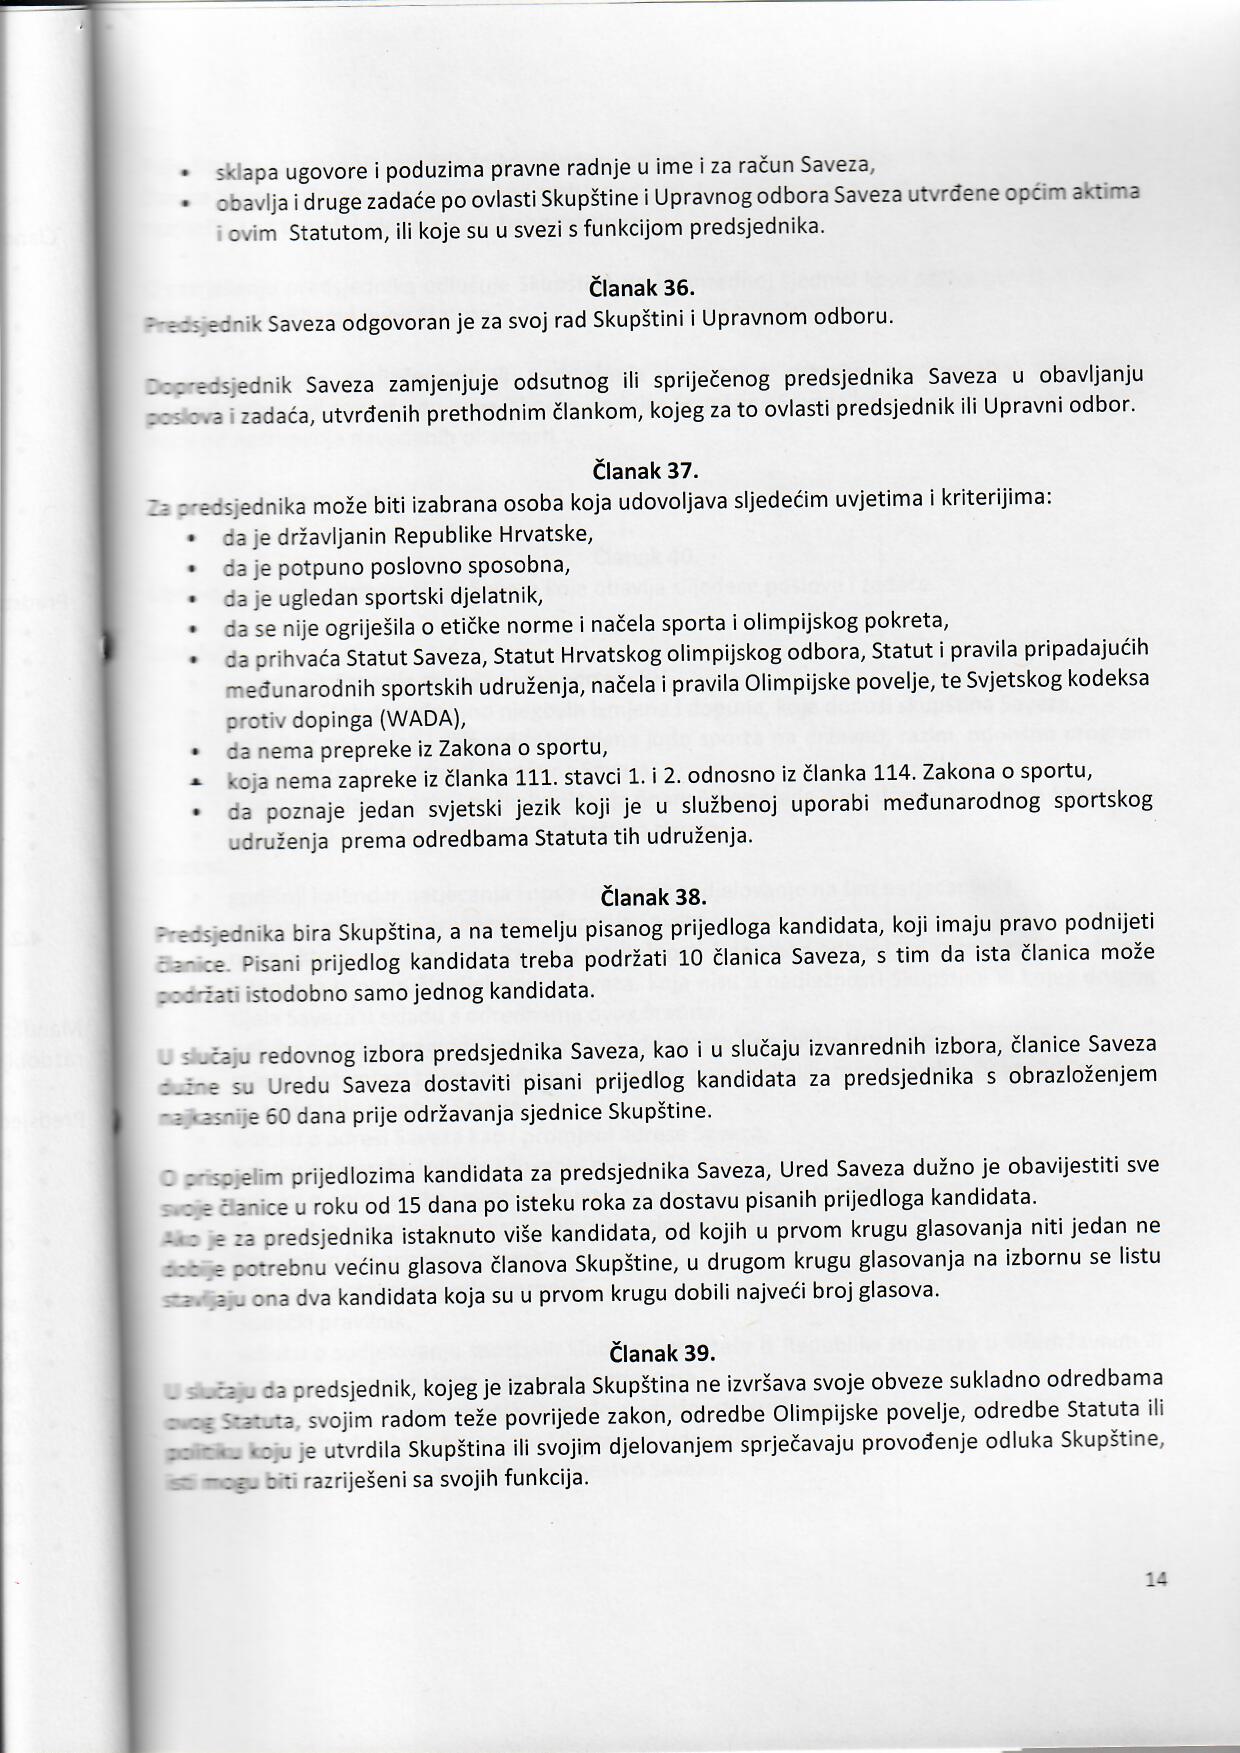 • sklapa ugovore i poduzima pravne radnje u ime i za račun Saveza,
• obavlja i druge zadaće po ovlasti Skupštine i Upravnog odbora Saveza utvrđene općim aktima
i ovim Statutom, ili koje su u svezi s funkcijom predsjednika.
Članak 36.
Predsjednik Saveza odgovoran je za svoj rad Skupštini i Upravnom odboru.
Dopredsjednik Saveza zamjenjuje odsutnog ili spriječenog predsjednika Saveza u obavljanju
poslova i zadaća, utvrđenih prethodnim člankom, kojeg za to ovlasti predsjednik ili Upravni odbor.
Članak 37.
Za predsjednika može biti izabrana osoba koja udovoljava sljedećim uvjetima i kriterijima:
• da je državljanin Republike Hrvatske,
• da je potpuno poslovno sposobna,
• da je ugledan sportski djelatnik,
• da se nije ogriješila o etičke norme i načela sporta i olimpijskog pokreta,
• da prihvaća Statut Saveza, Statut Hrvatskog olimpijskog odbora, Statut i pravila pripadajućih
međunarodnih sportskih udruženja, načela i pravila Olimpijske povelje, te Svjetskog kodeksa
protiv dopinga (WADA),
• da nema prepreke iz Zakona o sportu,
• koja nema zapreke iz članka 111. stavci 1. i 2. odnosno iz članka 114. Zakona o sportu,
• da poznaje jedan svjetski jezik koji je u službenoj uporabi međunarodnog sportskog
udruženja prema odredbama Statuta tih udruženja.
Članak 38.
Predsjednika bira Skupština, a na temelju pisanog prijedloga kandidata, koji imaju pravo podnijeti
članice. Pisani prijedlog kandidata treba podržati 10 članica Saveza, s tim da ista članica može
podržati istodobno samo jednog kandidata.
U slučaju redovnog izbora predsjednika Saveza, kao i u slučaju izvanrednih izbora, članice Saveza
dužne su Uredu Saveza dostaviti pisani prijedlog kandidata za predsjednika s obrazloženjem
najkasnije 60 dana prije održavanja sjednice Skupštine.
O prispjelim prijedlozima kandidata za predsjednika Saveza, Ured Saveza dužno je obavijestiti sve
svoje članice u roku od 15 dana po isteku roka za dostavu pisanih prijedloga kandidata.
Ako je za predsjednika istaknuto više kandidata, od kojih u prvom krugu glasovanja niti jedan ne
dobije potrebnu većinu glasova članova Skupštine, u drugom krugu glasovanja na izbornu se listu
stavljaju ona dva kandidata koja su u prvom krugu dobili najveći broj glasova.
Članak 39.
U slučaju da predsjednik, kojeg je izabrala Skupština ne izvršava svoje obveze sukladno odredbama
ovog Statuta, svojim radom teže povrijede zakon, odredbe Olimpijske povelje, odredbe Statuta ili
politiku koju je utvrdila Skupština ili svojim djelovanjem sprječavaju provođenje odluka Skupštine,
isti mogu biti razriješeni sa svojih funkcija.
14